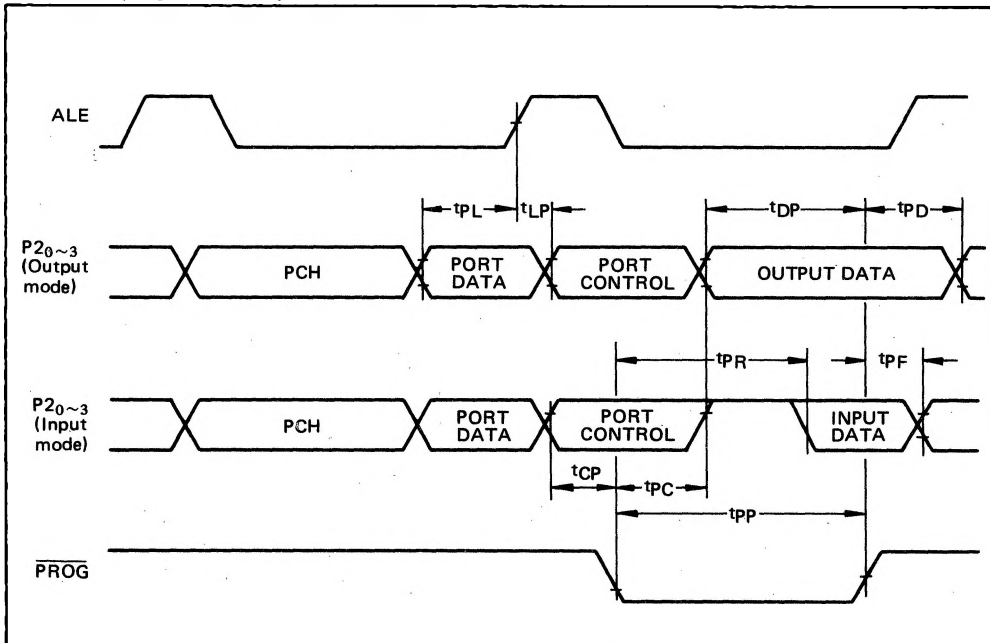 ALE
tPL
tLP
tDP
tPD
P2₀~₃
(Output
mode)
PCH
PORT
DATA
PORT
CONTROL
OUTPUT DATA
tPR
tPF
P2₀~₃
(Input
mode)
PCH
PORT
DATA
PORT
CONTROL
INPUT
DATA
tCP
tPC
tPP
PROG